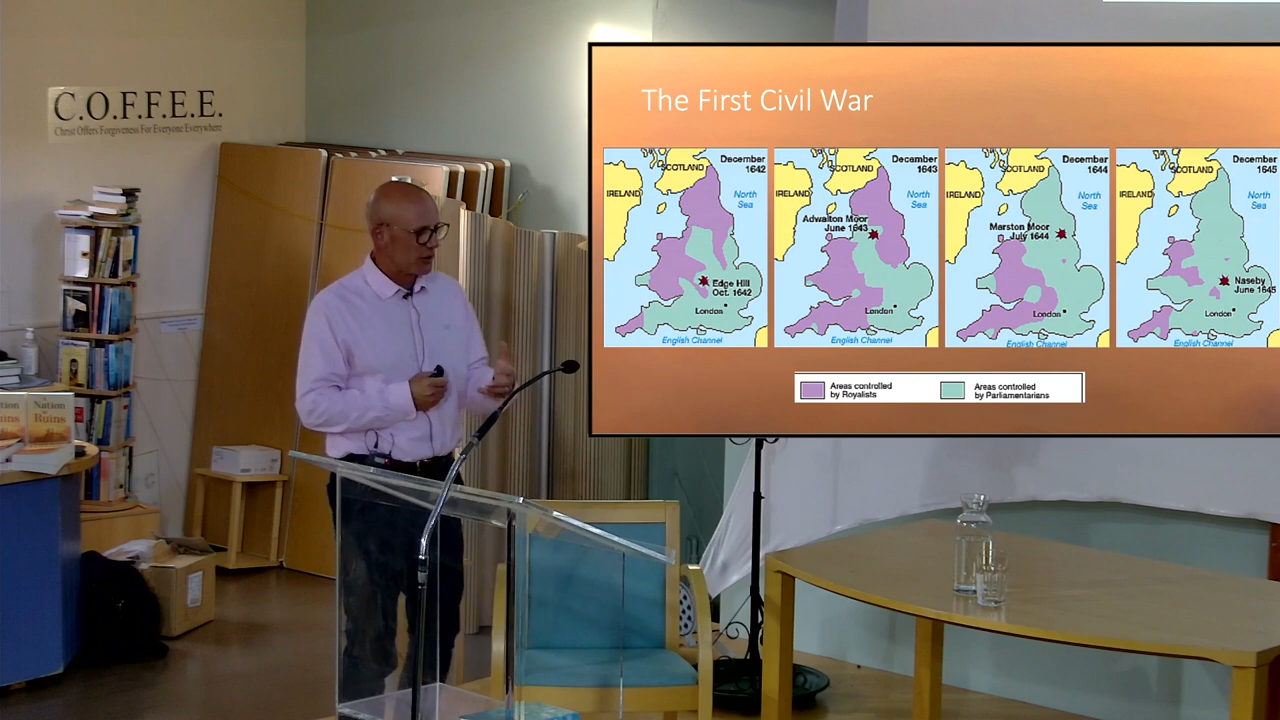 C.O.F.F.E.E.
Christ Offers Forgiveness For Everyone Everywhere
The First Civil War
SCOTLAND
December
1642
IRELAND
North
Sea
Edge Hill
Oct. 1642
London
English Channel
SCOTLAND
December
1643
IRELAND
North
Sea
Adwalton Moor
June 1643
London
English Channel
SCOTLAND
December
1644
IRELAND
North
Sea
Marston Moor
July 1644
London
English Channel
SCOTLAND
December
1645
IRELAND
North
Sea
Naseby
June 1645
London
English Channel
Areas controlled
by Royalists
Areas controlled
by Parliamentarians
Nation
Ruins